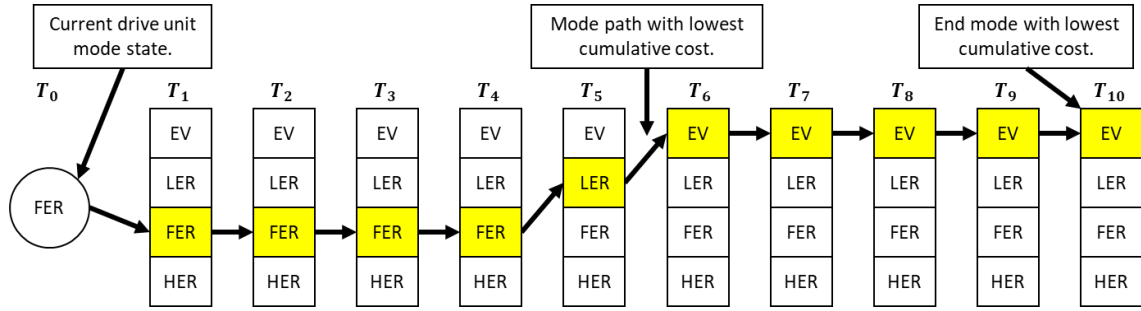 Current drive unit
mode state.
Mode path with lowest
cumulative cost.
End mode with lowest
cumulative cost.
T0 T1 T2 T3 T4 T5 T6 T7 T8 T9 T10
EV EV EV EV EV EV EV EV EV EV
LER LER LER LER LER LER LER LER LER LER
FER FER FER FER FER FER FER FER FER FER FER
HER HER HER HER HER HER HER HER HER HER